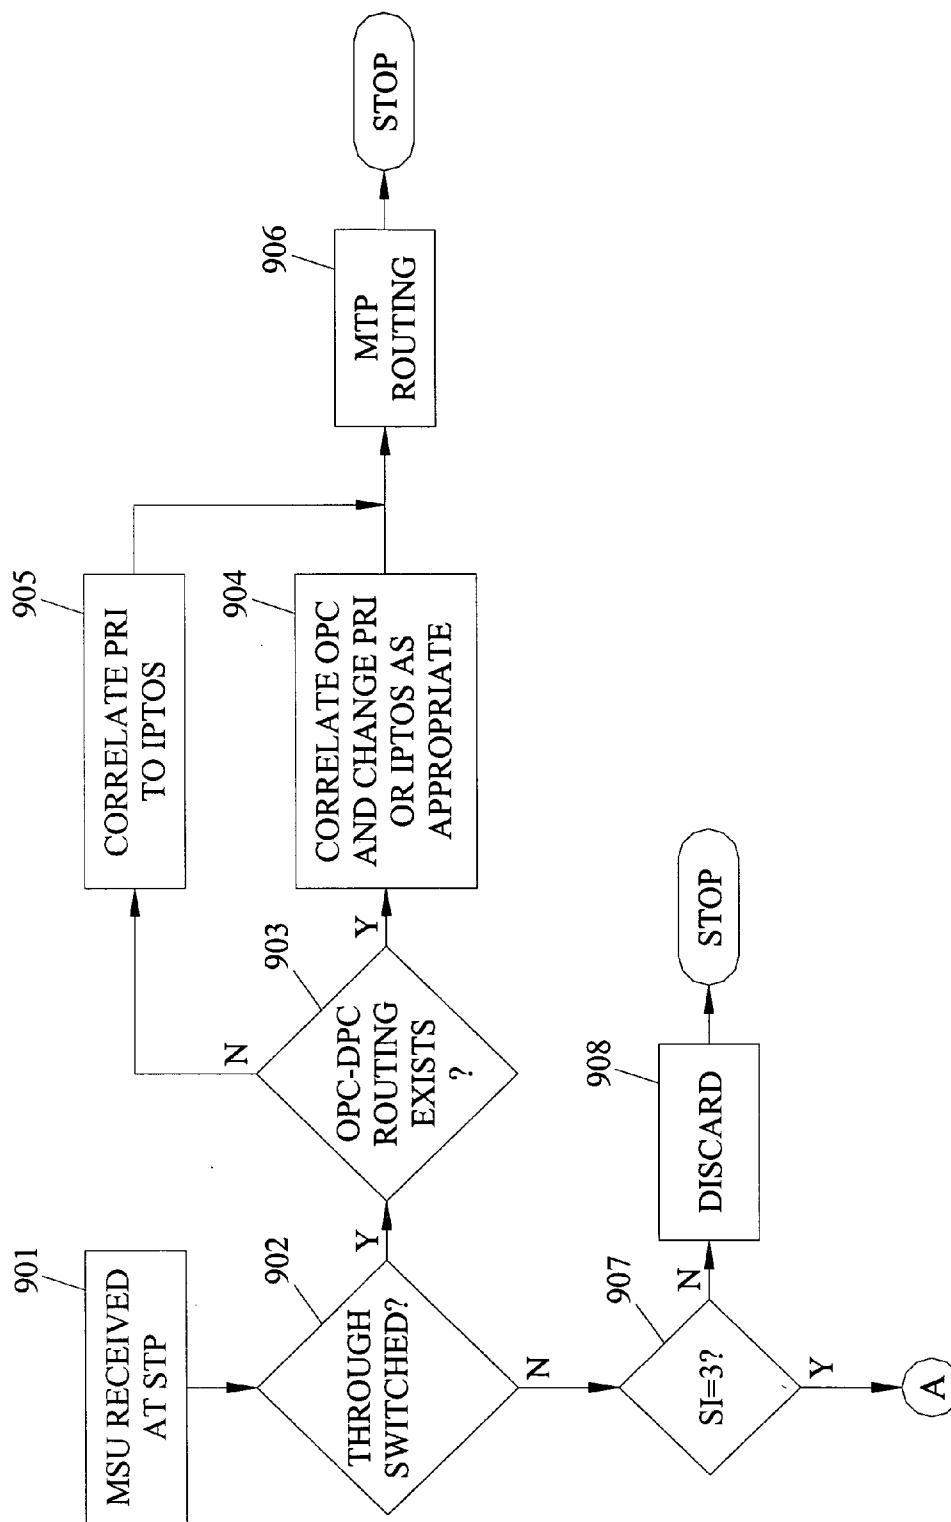 901
MSU RECEIVED
AT STP
902
THROUGH
SWITCHED?
Y
N
903
OPC-DPC
ROUTING
EXISTS
?
N
Y
905
CORRELATE PRI
TO IPTOS
904
CORRELATE OPC
AND CHANGE PRI
OR IPTOS AS
APPROPRIATE
906
MTP
ROUTING
STOP
907
SI=3?
N
Y
908
DISCARD
STOP
A